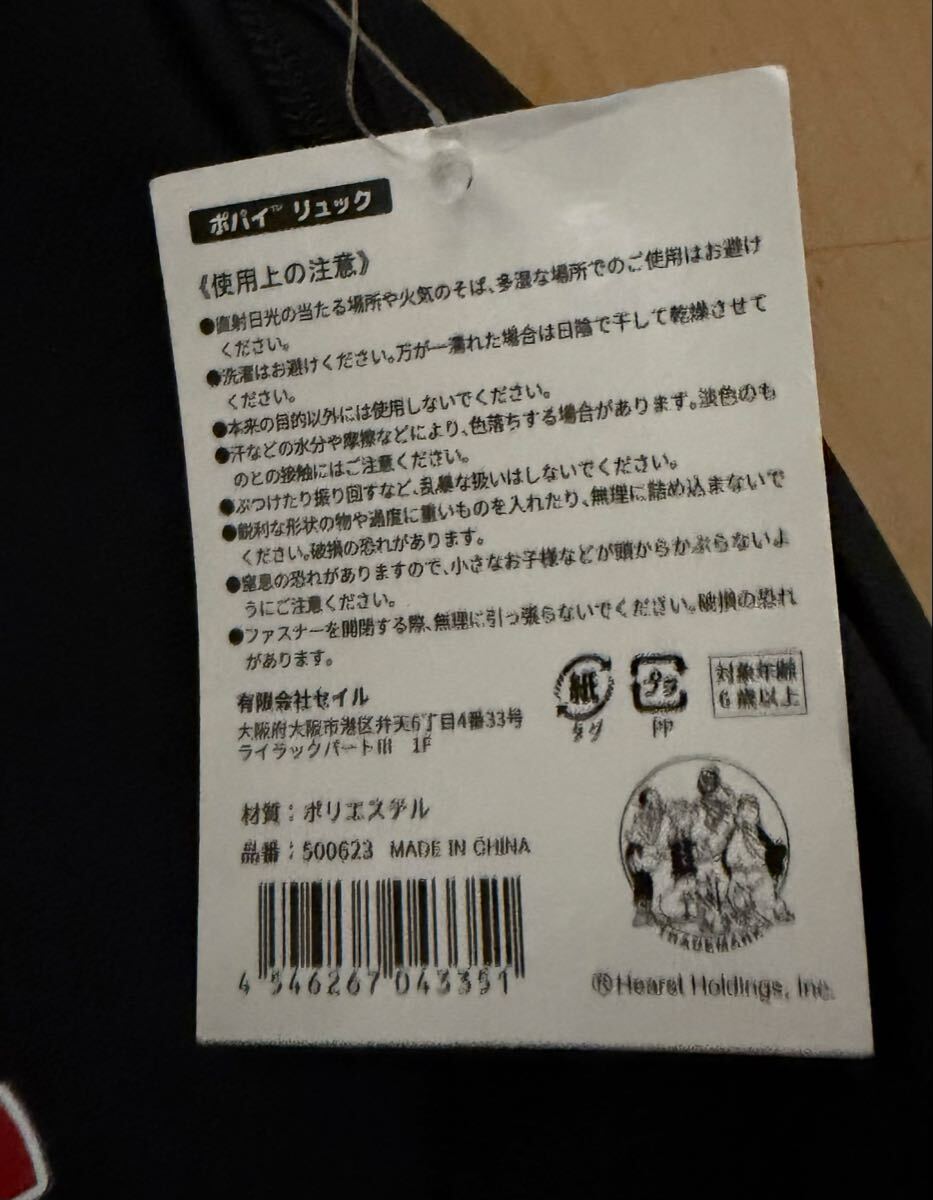 ポパイ™ リュック
《使用上の注意》
●直射日光の当たる場所や火気のそば、多湿な場所でのご使用はお避け
ください。
●洗濯はお避けください。万が一濡れた場合は日陰で干して乾燥させて
ください。
●本来の目的以外には使用しないでください。
●汗などの水分や摩擦などにより、色落ちする場合があります。淡色のも
のとの接触にはご注意ください。
●ぶつけたり振り回すなど、乱暴な扱いはしないでください。
●鋭利な形状の物や過度に重いものを入れたり、無理に詰め込まないで
ください。破損の恐れがあります。
●窒息の恐れがありますので、小さなお子様などが頭からかぶらないよ
うにご注意ください。
●ファスナーを開閉する際、無理に引っ張らないでください。破損の恐れ
があります。
有限会社セイル
大阪府大阪市港区弁天6丁目4番33号
ライラックパートIII 1F
紙
タグ
プラ
対象年齢
6歳以上
材質:ポリエステル
品番:500623 MADE IN CHINA
4 546267 043351
TRADEMARK
®Hearst Holdings, Inc.